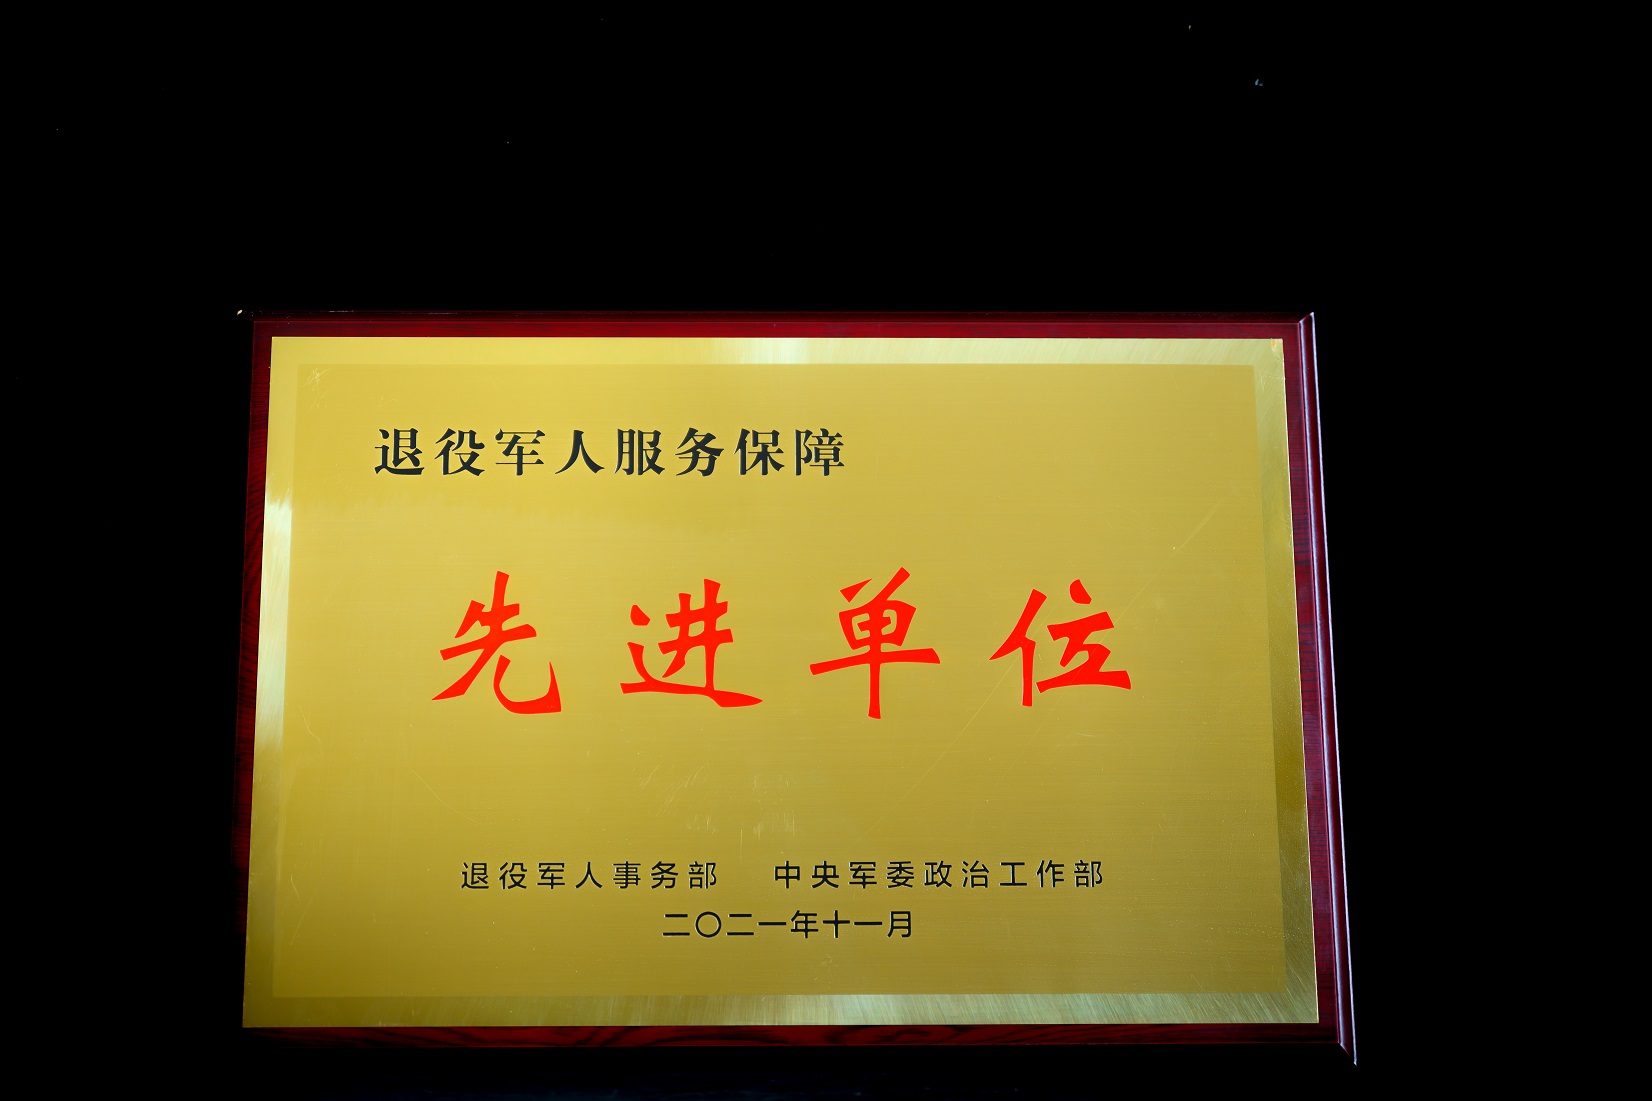 退役军人服务保障
先进单位
退役军人事务部 中央军委政治工作部
二〇二一年十一月